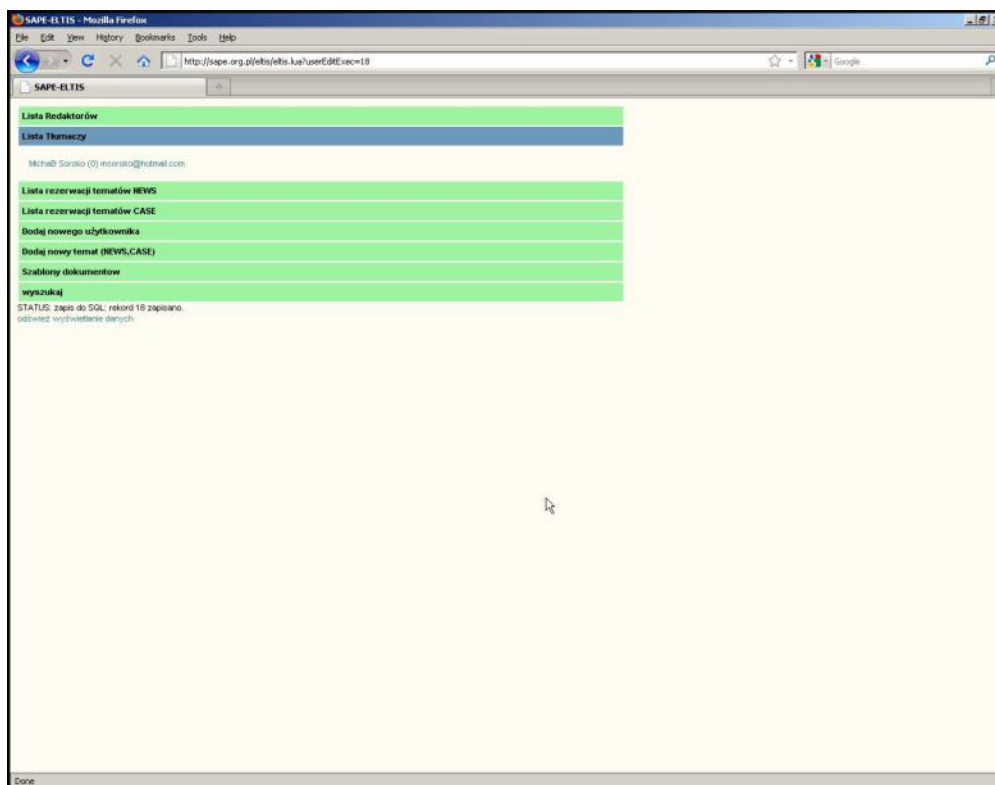 SAPE-ELTIS - Mozilla Firefox
File Edit View History Bookmarks Tools Help
http://sape.org.pl/eltis/eltis.lua?userEditExec=18
Google
SAPE-ELTIS
Lista Redaktorów
Lista Tłumaczy
MichaB Soroko (0) msoroko@hotmail.com
Lista rezerwacji tematów NEWS
Lista rezerwacji tematów CASE
Dodaj nowego użytkownika
Dodaj nowy temat (NEWS,CASE)
Szablony dokumentow
wyszukaj
STATUS: zapis do SQL: rekord 18 zapisano.
odśwież wyświetlanie danych
Done